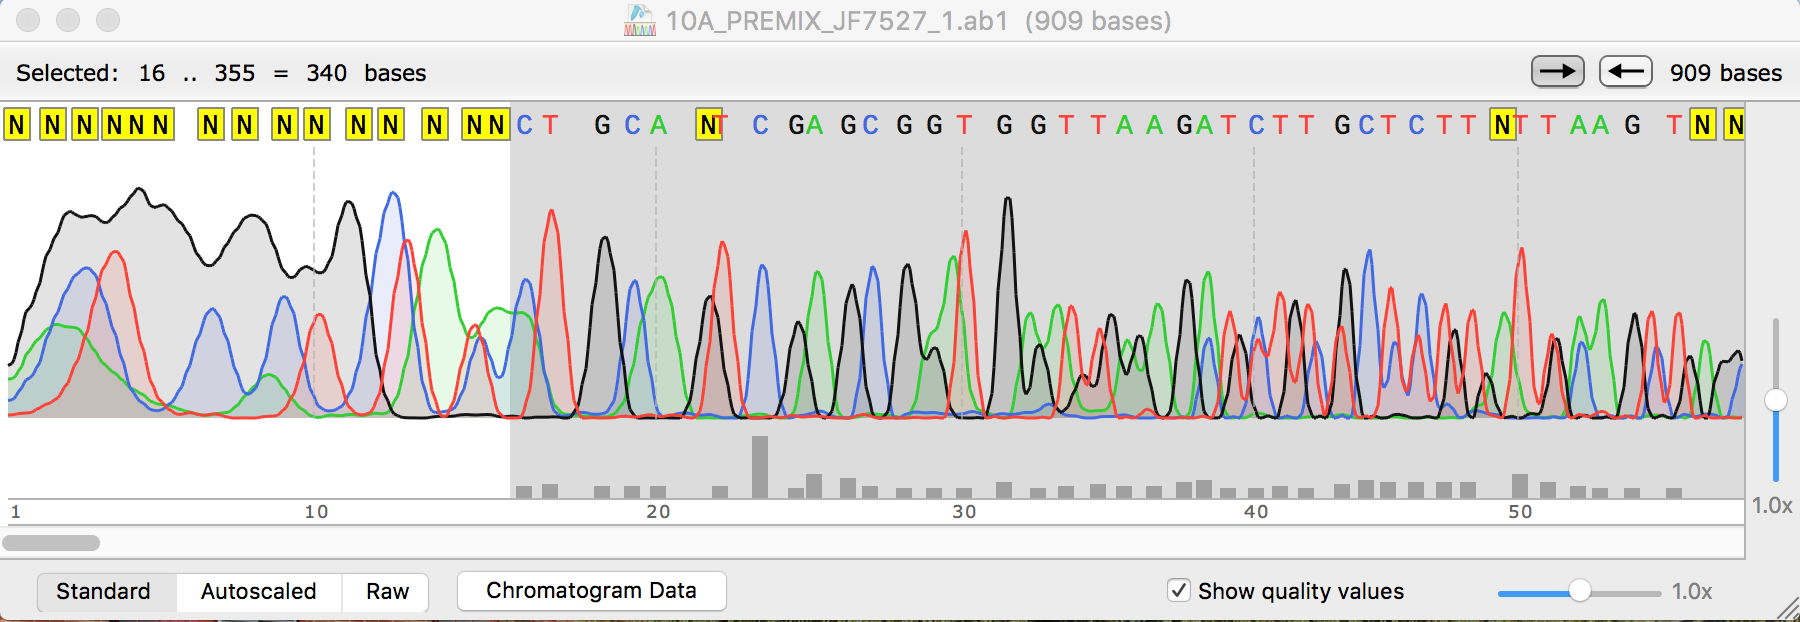 10A_PREMIX_JF7527_1.ab1 (909 bases)
Selected: 16 .. 355 = 340 bases
909 bases
N N N N N N N N N N N N N N N C T G C A N T C G A G C G G T G G T T A A G A T C T T G C T C T T N T T A A G T N N
1 10 20 30 40 50
1.0x
Standard Autoscaled Raw Chromatogram Data Show quality values 1.0x